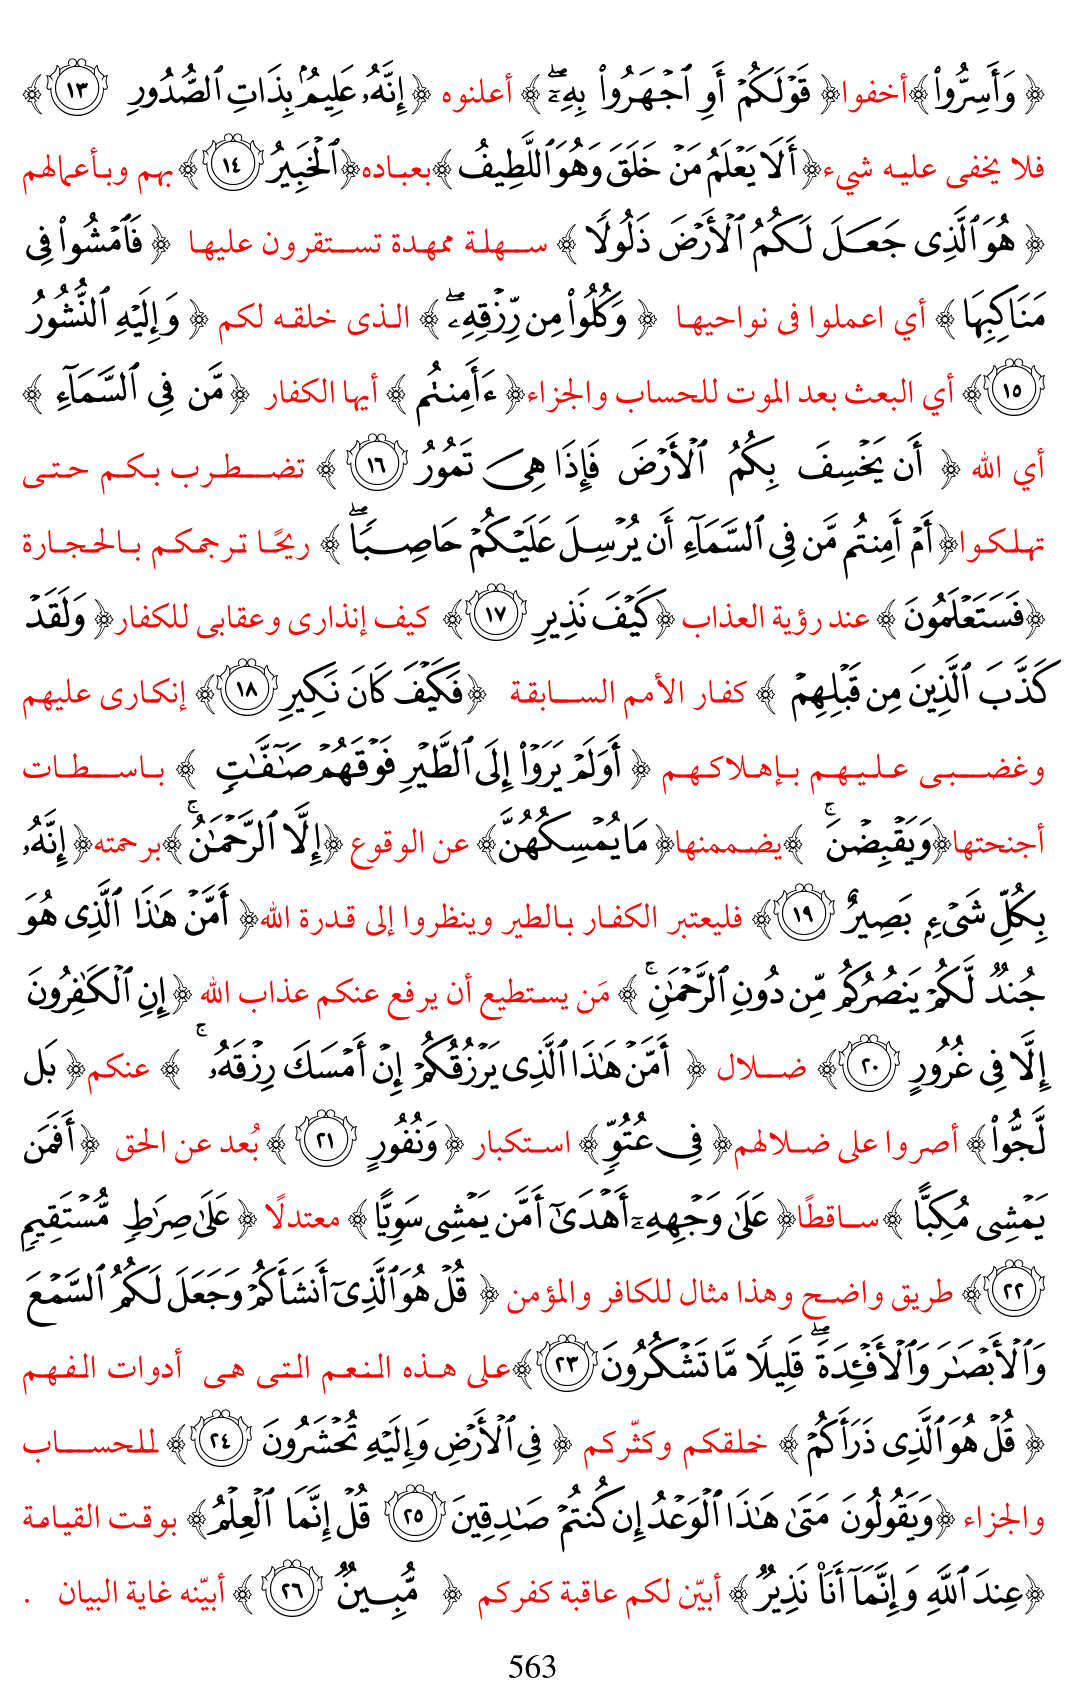 ﴿ وَأَسِرُّوا۟ ﴾أخفوا﴿ قَوْلَكُمْ أَوِ ٱجْهَرُوا۟ بِهِۦٓ ۖ ﴾ أعلنوه ﴿ إِنَّهُۥ عَلِيمٌۢ بِذَاتِ ٱلصُّدُورِ ١٣ ﴾
فلا يخفى عليه شيء﴿ أَلَا يَعْلَمُ مَنْ خَلَقَ وَهُوَ ٱللَّطِيفُ ﴾بعباده﴿ٱلْخَبِيرُ ١٤ ﴾ بهم وبأعمالهم
﴿ هُوَ ٱلَّذِى جَعَلَ لَكُمُ ٱلْأَرْضَ ذَلُولًا ﴾ سهلة ممهدة تستقرون عليها ﴿ فَٱمْشُوا۟ فِى
مَنَاكِبِهَا ﴾ أي اعملوا فى نواحيها ﴿ وَكُلُوا۟ مِن رِّزْقِهِۦ ۖ ﴾ الذى خلقه لكم ﴿ وَإِلَيْهِ ٱلنُّشُورُ
١٥ ﴾ أي البعث بعد الموت للحساب والجزاء﴿ ءَأَمِنتُم ﴾ أيها الكفار ﴿ مَّن فِى ٱلسَّمَآءِ ﴾
أي الله ﴿ أَن يَخْسِفَ بِكُمُ ٱلْأَرْضَ فَإِذَا هِىَ تَمُورُ ١٦ ﴾ تضطرب بكم حتى
تهلكوا﴿ أَمْ أَمِنتُم مَّن فِى ٱلسَّمَآءِ أَن يُرْسِلَ عَلَيْكُمْ حَاصِبًا ۖ ﴾ ريحًا ترجمكم بالحجارة
﴿فَسَتَعْلَمُونَ ﴾ عند رؤية العذاب ﴿كَيْفَ نَذِيرِ ١٧ ﴾ كيف إنذارى وعقابى للكفار﴿ وَلَقَدْ
كَذَّبَ ٱلَّذِينَ مِن قَبْلِهِمْ ﴾ كفار الأمم السابقة ﴿فَكَيْفَ كَانَ نَكِيرِ ١٨ ﴾ إنكارى عليهم
وغضبى عليهم بإهلاكهم ﴿ أَوَلَمْ يَرَوْا۟ إِلَى ٱلطَّيْرِ فَوْقَهُمْ صَٰٓفَّٰتٍ ﴾ باسطات
أجنحتها﴿وَيَقْبِضْنَ ۚ ﴾يضممنها﴿ مَا يُمْسِكُهُنَّ﴾ عن الوقوع ﴿إِلَّا ٱلرَّحْمَٰنُ ۚ ﴾برحمته﴿ إِنَّهُۥ
بِكُلِّ شَىْءٍۭ بَصِيرٌ ١٩ ﴾ فليعتبر الكفار بالطير وينظروا إلى قدرة الله﴿ أَمَّنْ هَٰذَا ٱلَّذِى هُوَ
جُندٌ لَّكُمْ يَنصُرُكُم مِّن دُونِ ٱلرَّحْمَٰنِ ۚ ﴾ مَن يستطيع أن يرفع عنكم عذاب الله ﴿ إِنِ ٱلْكَٰفِرُونَ
إِلَّا فِى غُرُورٍ ٢٠ ﴾ ضلال ﴿ أَمَّنْ هَٰذَا ٱلَّذِى يَرْزُقُكُمْ إِنْ أَمْسَكَ رِزْقَهُۥ ۚ ﴾ عنكم﴿ بَل
لَّجُّوا۟ ﴾ أصروا على ضلالهم﴿ فِى عُتُوٍّ ﴾ استكبار ﴿ وَنُفُورٍ ٢١ ﴾ بُعد عن الحق ﴿ أَفَمَن
يَمْشِى مُكِبًّا ﴾ ساقطًا﴿ عَلَىٰ وَجْهِهِۦٓ أَهْدَىٰٓ أَمَّن يَمْشِى سَوِيًّا ﴾ معتدلًا ﴿ عَلَىٰ صِرَٰطٍ مُّسْتَقِيمٍ
٢٢ ﴾ طريق واضح وهذا مثال للكافر والمؤمن ﴿ قُلْ هُوَ ٱلَّذِىٓ أَنشَأَكُمْ وَجَعَلَ لَكُمُ ٱلسَّمْعَ
وَٱلْأَبْصَٰرَ وَٱلْأَفْـِٔدَةَ ۖ قَلِيلًا مَّا تَشْكُرُونَ ٢٣ ﴾على هذه النعم التى هى أدوات الفهم
﴿ قُلْ هُوَ ٱلَّذِى ذَرَأَكُمْ ﴾ خلقكم وكثّركم ﴿ فِى ٱلْأَرْضِ وَإِلَيْهِ تُحْشَرُونَ ٢٤ ﴾ للحساب
والجزاء ﴿وَيَقُولُونَ مَتَىٰ هَٰذَا ٱلْوَعْدُ إِن كُنتُمْ صَٰدِقِينَ ٢٥ قُلْ إِنَّمَا ٱلْعِلْمُ﴾ بوقت القيامة
﴿عِندَ ٱللَّهِ وَإِنَّمَآ أَنَا۠ نَذِيرٌ ﴾ أبيّن لكم عاقبة كفركم ﴿ مُّبِينٌ ٢٦ ﴾ أبيّنه غاية البيان .
563